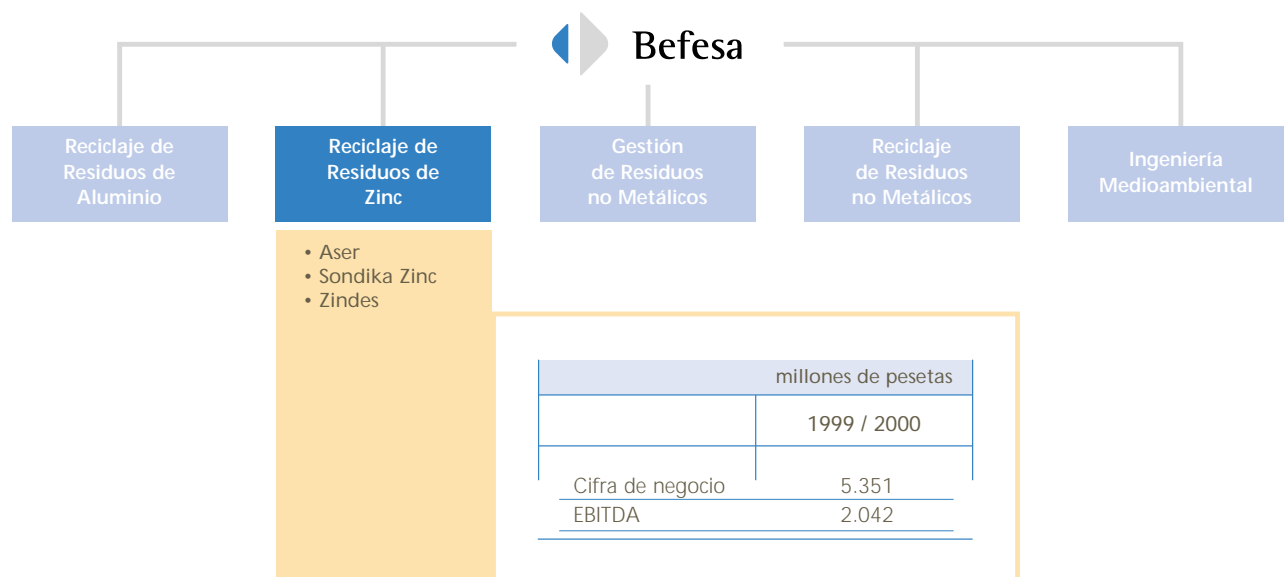 Befesa
Reciclaje de
Residuos de
Aluminio
Reciclaje de
Residuos de
Zinc
Gestión
de Residuos
no Metálicos
Reciclaje
de Residuos
no Metálicos
Ingeniería
Medioambiental
• Aser
• Sondika Zinc
• Zindes
millones de pesetas
1999 / 2000
Cifra de negocio 5.351
EBITDA 2.042